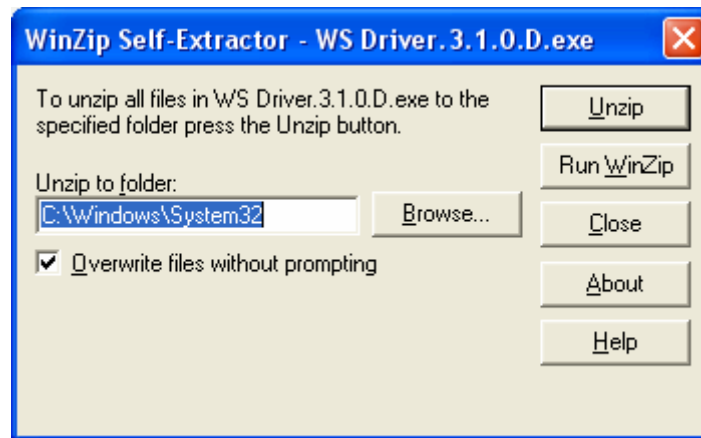 WinZip Self-Extractor - WS Driver.3.1.0.D.exe
To unzip all files in WS Driver.3.1.0.D.exe to the
specified folder press the Unzip button.
Unzip to folder:
C:\Windows\System32
Browse...
Overwrite files without prompting
Unzip
Run WinZip
Close
About
Help